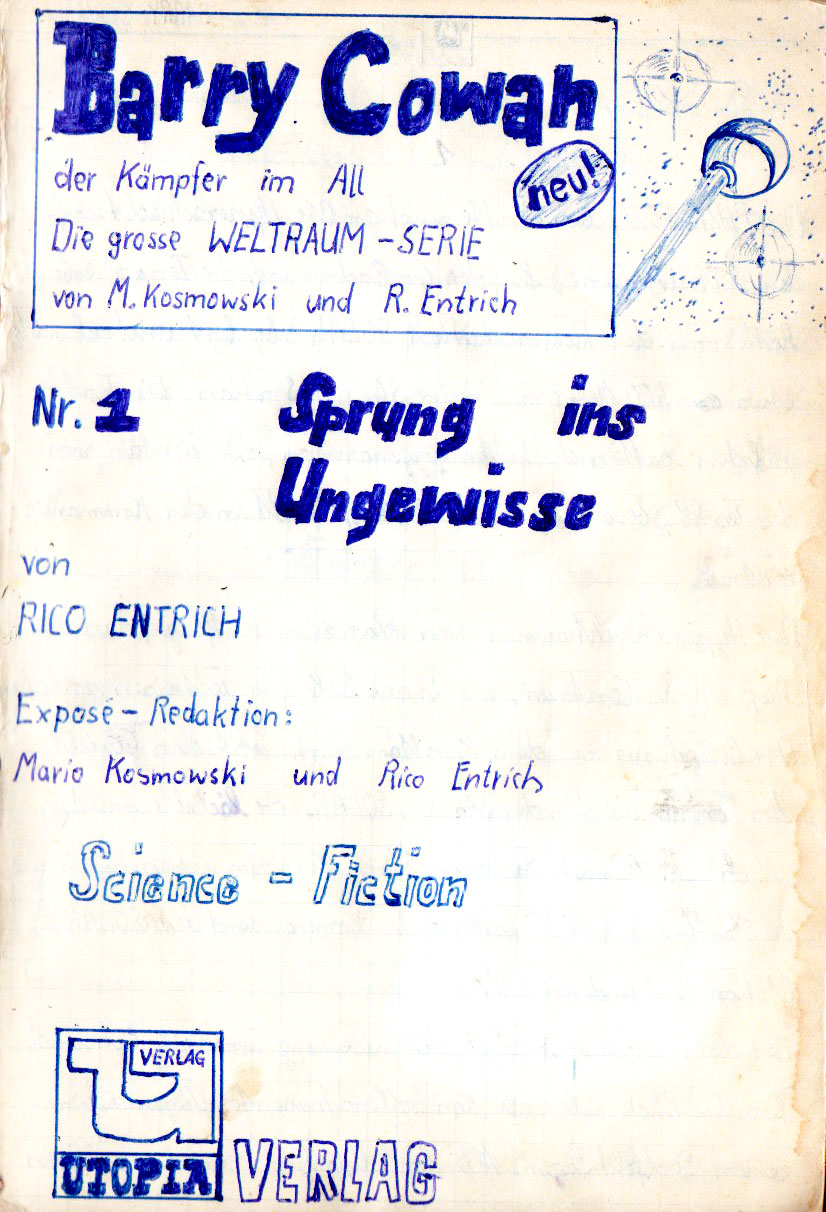 Barry Cowan
der Kämpfer im All
neu!
Die grosse WELTRAUM-SERIE
von M. Kosmowski und R. Entrich
Nr. 1 Sprung ins
Ungewisse
von
RICO ENTRICH
Exposé-Redaktion:
Mario Kosmowski und Rico Entrich
Science-Fiction
VERLAG
UTOPIA VERLAG